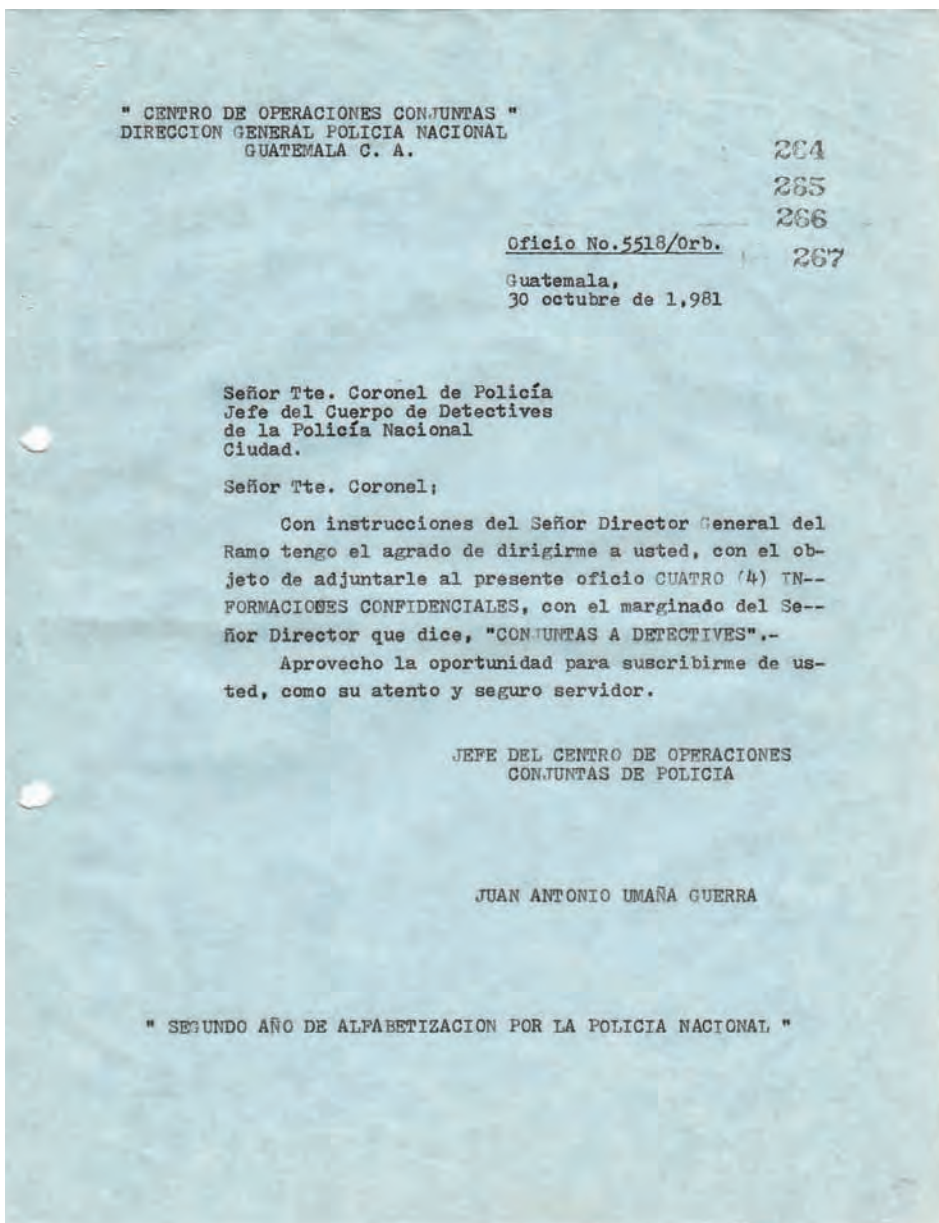 " CENTRO DE OPERACIONES CONJUNTAS "
DIRECCION GENERAL POLICIA NACIONAL
GUATEMALA C. A.
264
265
266
267
Oficio No.5518/Orb.
Guatemala,
30 octubre de 1,981
Señor Tte. Coronel de Policía
Jefe del Cuerpo de Detectives
de la Policía Nacional
Ciudad.
Señor Tte. Coronel;
Con instrucciones del Señor Director General del
Ramo tengo el agrado de dirigirme a usted, con el ob-
jeto de adjuntarle al presente oficio CUATRO (4) IN--
FORMACIONES CONFIDENCIALES, con el marginado del Se--
ñor Director que dice, "CONJUNTAS A DETECTIVES".-
Aprovecho la oportunidad para suscribirme de us-
ted, como su atento y seguro servidor.
JEFE DEL CENTRO DE OPERACIONES
CONJUNTAS DE POLICIA
JUAN ANTONIO UMAÑA GUERRA
" SEGUNDO AÑO DE ALFABETIZACION POR LA POLICIA NACIONAL "